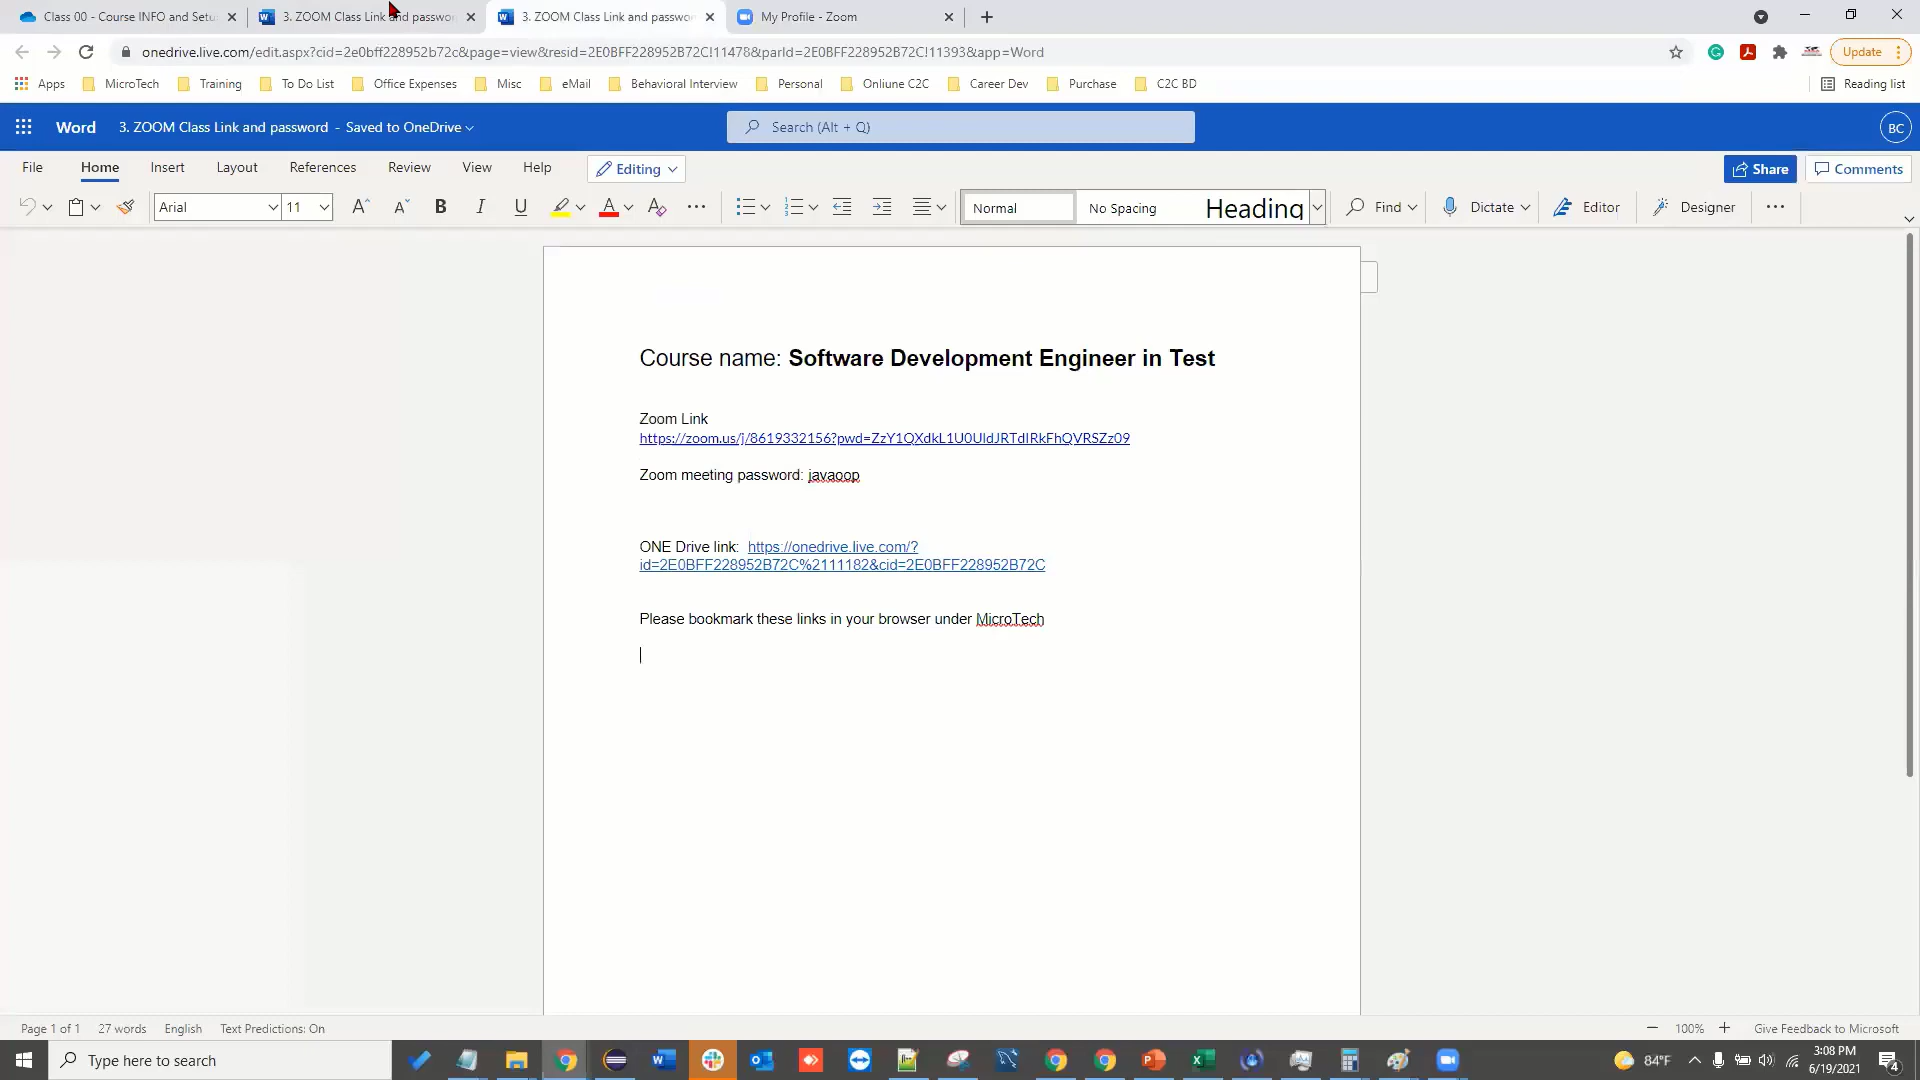 Class 00 - Course INFO and Setu
3. ZOOM Class Link and passwo
3. ZOOM Class Link and passwo
My Profile - Zoom
onedrive.live.com/edit.aspx?cid=2e0bff228952b72c&page=view&resid=2E0BFF228952B72C!11478&parId=2E0BFF228952B72C!11393&app=Word
Update
Apps MicroTech Training To Do List Office Expenses Misc eMail Behavioral Interview Personal Onliune C2C Career Dev Purchase C2C BD Reading list
Word 3. ZOOM Class Link and password - Saved to OneDrive Search (Alt + Q) BC
File Home Insert Layout References Review View Help Editing Share Comments
Arial 11 B I U A Normal No Spacing Heading Find Dictate Editor Designer
Course name: Software Development Engineer in Test
Zoom Link
https://zoom.us/j/8619332156?pwd=ZzY1QXdkL1U0UldJRTdIRkFhQVRSZz09
Zoom meeting password: javaoop
ONE Drive link: https://onedrive.live.com/?
id=2E0BFF228952B72C%2111182&cid=2E0BFF228952B72C
Please bookmark these links in your browser under MicroTech
Page 1 of 1 27 words English Text Predictions: On 100% Give Feedback to Microsoft
Type here to search
84°F
3:08 PM
6/19/2021
4